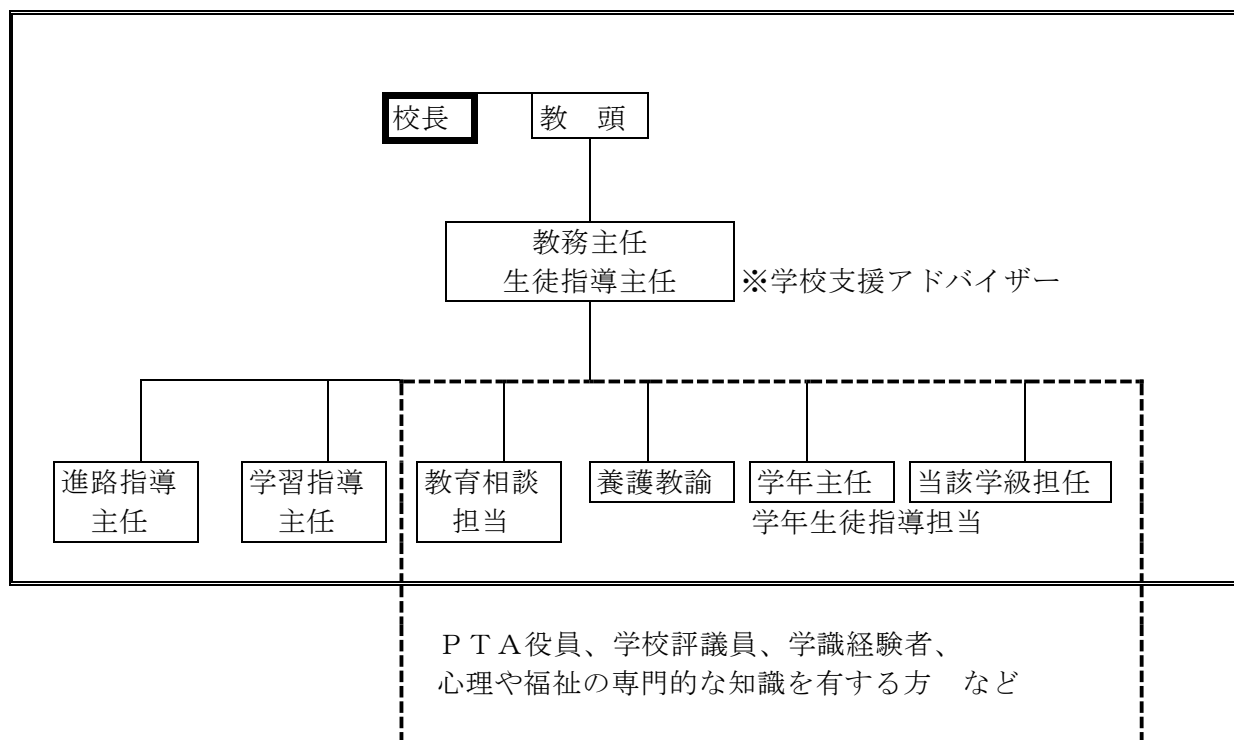 校長
教　頭
教務主任
生徒指導主任
※学校支援アドバイザー
進路指導
主任
学習指導
主任
教育相談
担当
養護教諭
学年主任
当該学級担任
学年生徒指導担当
ＰＴＡ役員、学校評議員、学識経験者、
心理や福祉の専門的な知識を有する方　など